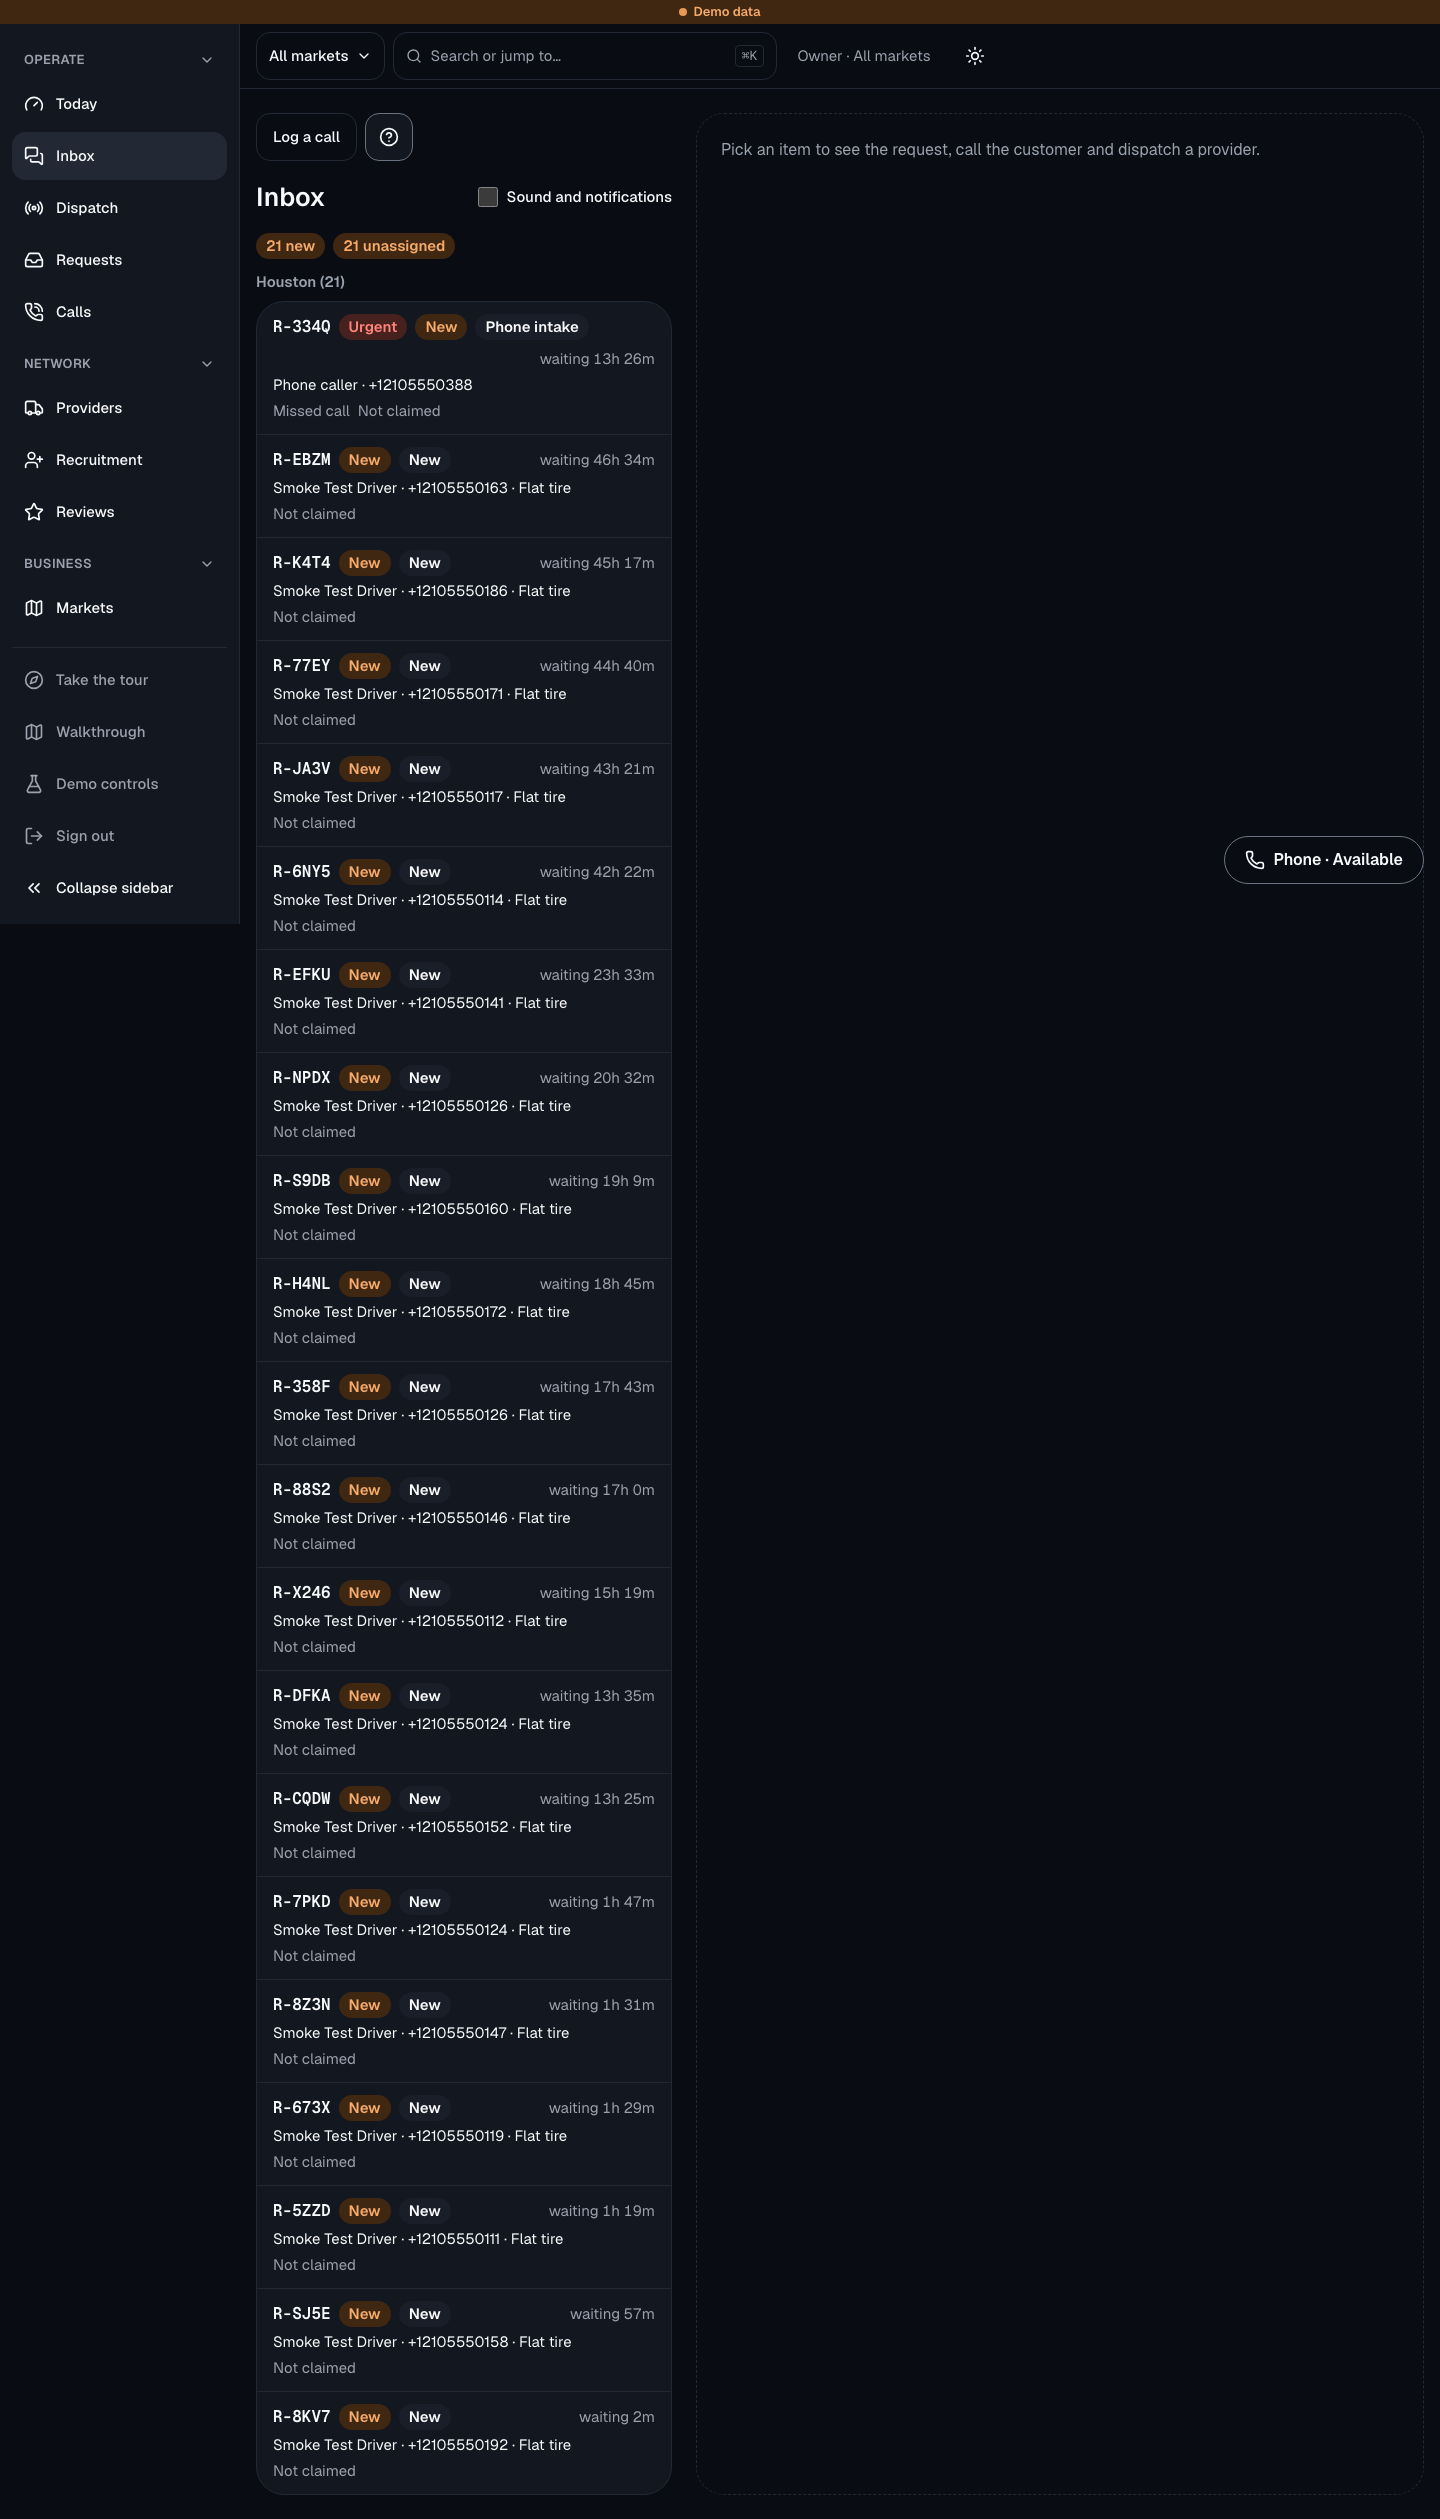 Demo data
OPERATE
Today
Inbox
Dispatch
Requests
Calls
NETWORK
Providers
Recruitment
Reviews
BUSINESS
Markets
Take the tour
Walkthrough
Demo controls
Sign out
Collapse sidebar
All markets
Search or jump to...
⌘K
Owner · All markets
Log a call
Inbox
Sound and notifications
21 new 21 unassigned
Houston (21)
R-334Q Urgent New Phone intake
waiting 13h 26m
Phone caller · +12105550388
Missed call Not claimed
R-EBZM New New waiting 46h 34m
Smoke Test Driver · +12105550163 · Flat tire
Not claimed
R-K4T4 New New waiting 45h 17m
Smoke Test Driver · +12105550186 · Flat tire
Not claimed
R-77EY New New waiting 44h 40m
Smoke Test Driver · +12105550171 · Flat tire
Not claimed
R-JA3V New New waiting 43h 21m
Smoke Test Driver · +12105550117 · Flat tire
Not claimed
R-6NY5 New New waiting 42h 22m
Smoke Test Driver · +12105550114 · Flat tire
Not claimed
R-EFKU New New waiting 23h 33m
Smoke Test Driver · +12105550141 · Flat tire
Not claimed
R-NPDX New New waiting 20h 32m
Smoke Test Driver · +12105550126 · Flat tire
Not claimed
R-S9DB New New waiting 19h 9m
Smoke Test Driver · +12105550160 · Flat tire
Not claimed
R-H4NL New New waiting 18h 45m
Smoke Test Driver · +12105550172 · Flat tire
Not claimed
R-358F New New waiting 17h 43m
Smoke Test Driver · +12105550126 · Flat tire
Not claimed
R-88S2 New New waiting 17h 0m
Smoke Test Driver · +12105550146 · Flat tire
Not claimed
R-X246 New New waiting 15h 19m
Smoke Test Driver · +12105550112 · Flat tire
Not claimed
R-DFKA New New waiting 13h 35m
Smoke Test Driver · +12105550124 · Flat tire
Not claimed
R-CQDW New New waiting 13h 25m
Smoke Test Driver · +12105550152 · Flat tire
Not claimed
R-7PKD New New waiting 1h 47m
Smoke Test Driver · +12105550124 · Flat tire
Not claimed
R-8Z3N New New waiting 1h 31m
Smoke Test Driver · +12105550147 · Flat tire
Not claimed
R-673X New New waiting 1h 29m
Smoke Test Driver · +12105550119 · Flat tire
Not claimed
R-5ZZD New New waiting 1h 19m
Smoke Test Driver · +12105550111 · Flat tire
Not claimed
R-SJ5E New New waiting 57m
Smoke Test Driver · +12105550158 · Flat tire
Not claimed
R-8KV7 New New waiting 2m
Smoke Test Driver · +12105550192 · Flat tire
Not claimed
Pick an item to see the request, call the customer and dispatch a provider.
Phone · Available